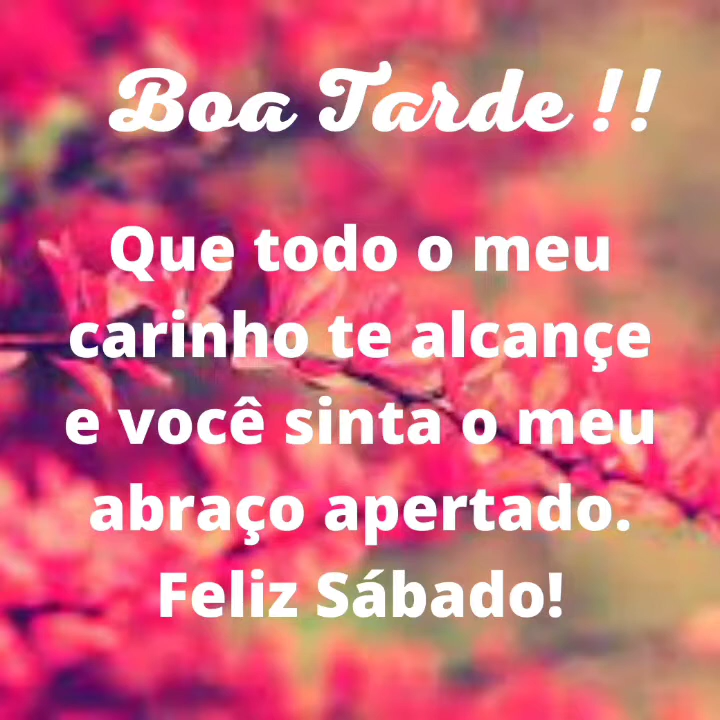 Boa Tarde !!
Que todo o meu
carinho te alcançe
e você sinta o meu
abraço apertado.
Feliz Sábado!